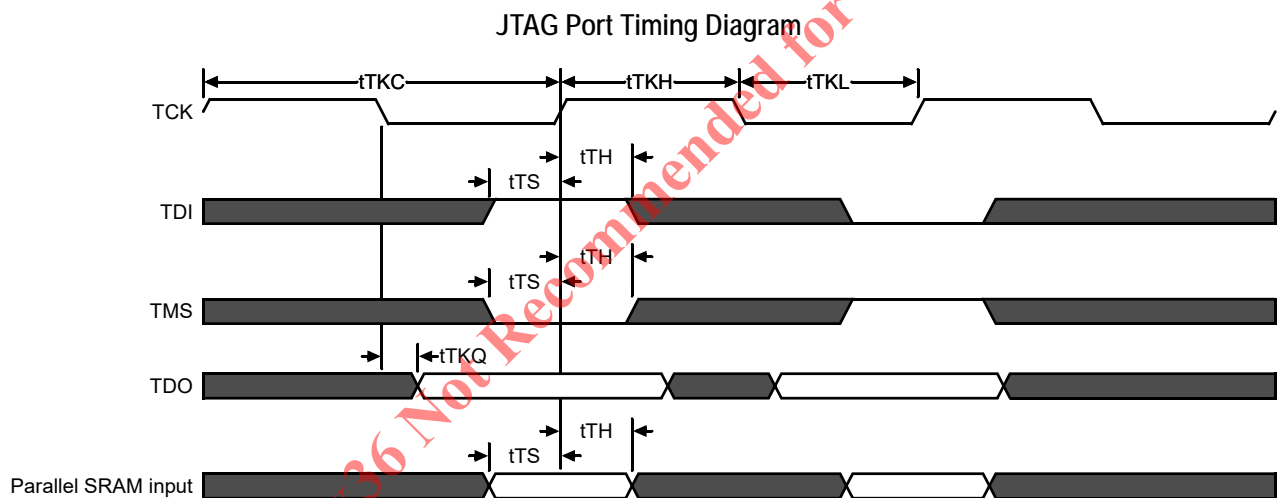 JTAG Port Timing Diagram
tTKC tTKH tTKL
TCK
tTH
tTS
TDI
tTH
tTS
TMS
tTKQ
TDO
tTH
tTS
Parallel SRAM input
36 Not Recommended for